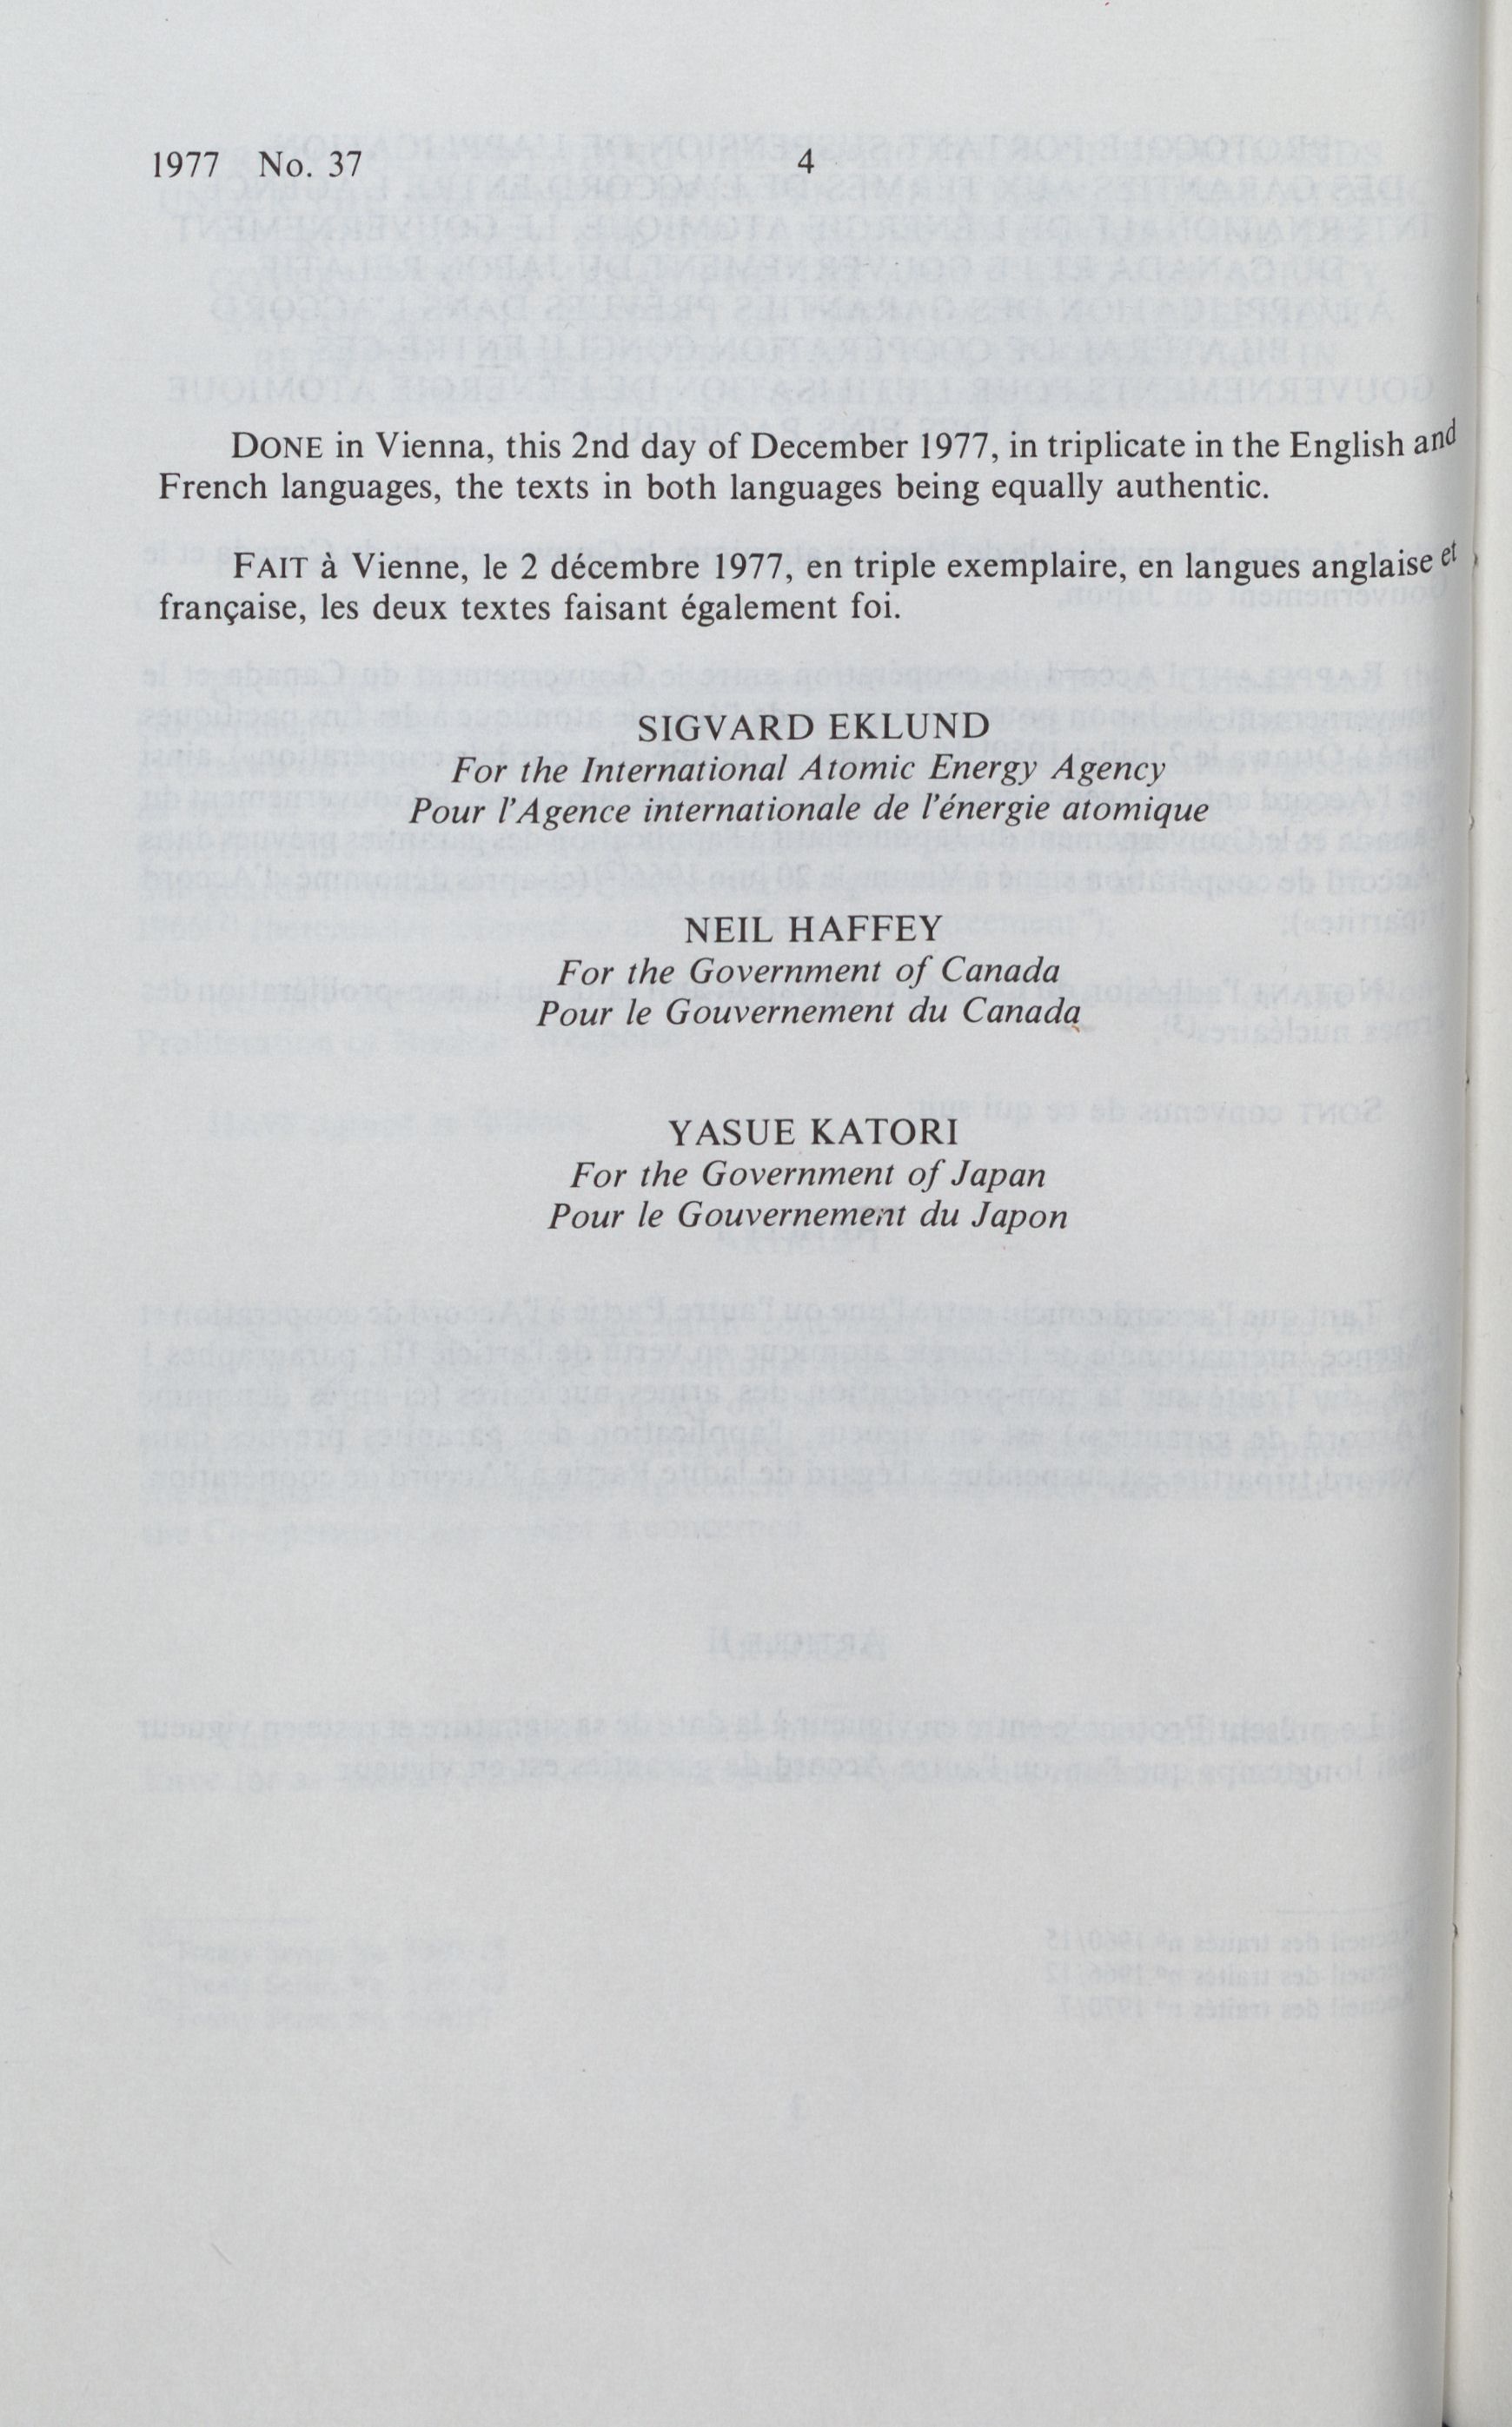 1977 No. 37
4
DONE in Vienna, this 2nd day of December 1977, in triplicate in the English and
French languages, the texts in both languages being equally authentic.
FAIT à Vienne, le 2 décembre 1977, en triple exemplaire, en langues anglaise et
française, les deux textes faisant également foi.
SIGVARD EKLUND
For the International Atomic Energy Agency
Pour l'Agence internationale de l'énergie atomique
NEIL HAFFEY
For the Government of Canada
Pour le Gouvernement du Canada
YASUE KATORI
For the Government of Japan
Pour le Gouvernement du Japon